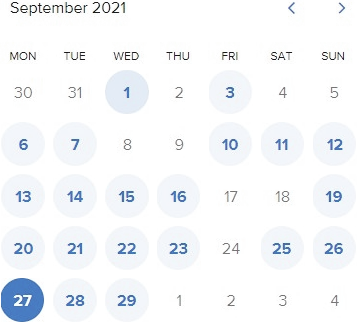 September 2021
MON TUE WED THU FRI SAT SUN
30 31 1 2 3 4 5
6 7 8 9 10 11 12
13 14 15 16 17 18 19
20 21 22 23 24 25 26
27 28 29 1 2 3 4